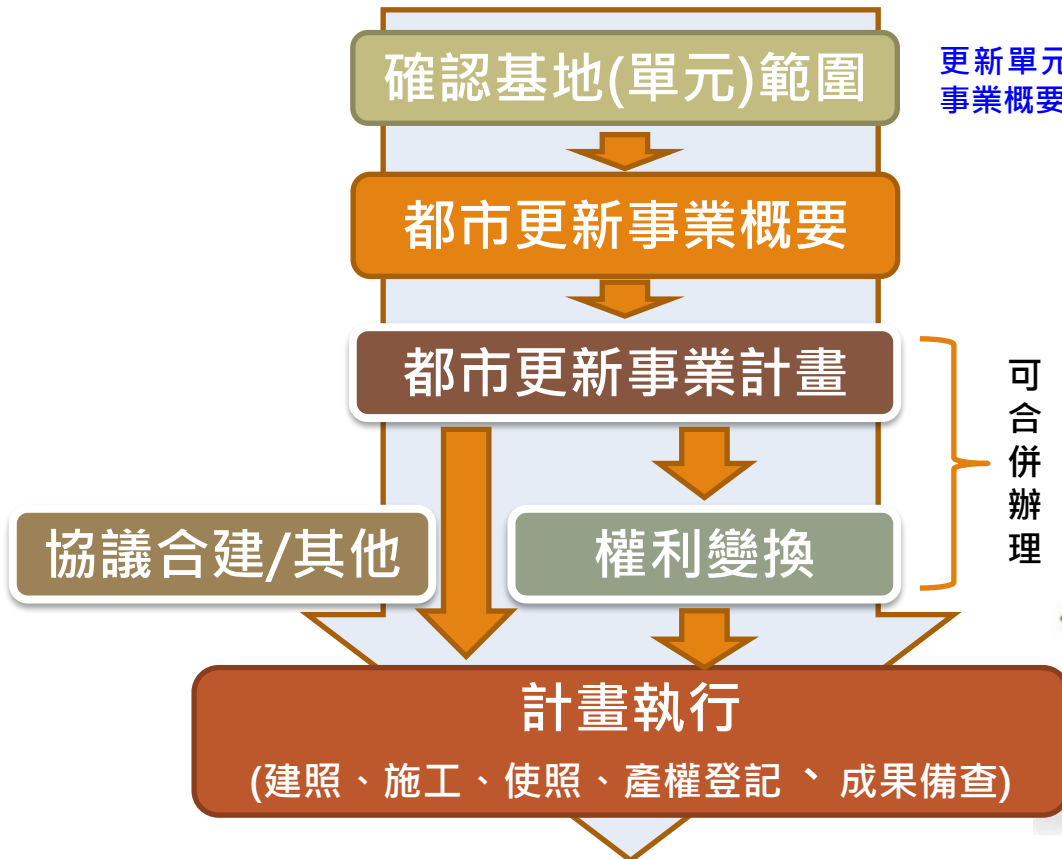 確認基地(單元)範圍
更新單元
事業概要
都市更新事業概要
都市更新事業計畫
可合併辦理
協議合建/其他
權利變換
計畫執行
(建照、施工、使照、產權登記、成果備查)